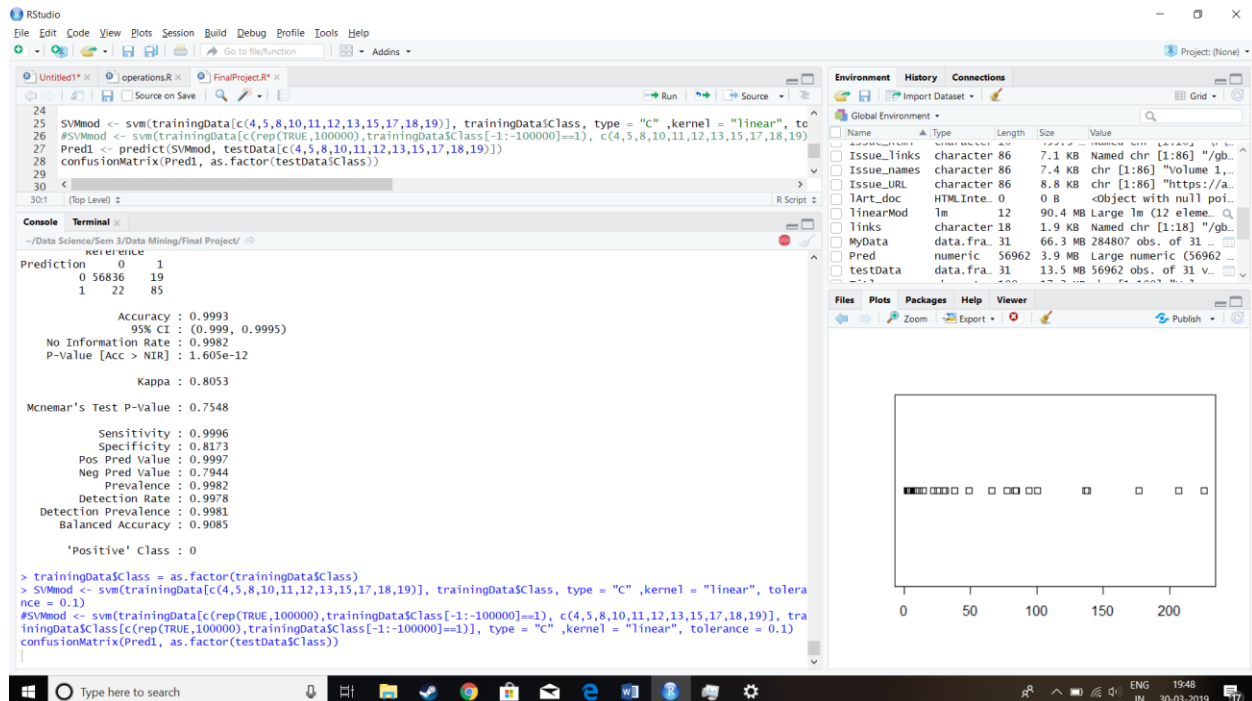 RStudio
File Edit Code View Plots Session Build Debug Profile Tools Help
Go to file/function Addins
Project: (None)
Untitled1* operations.R FinalProject.R*
Source on Save Run Source
24
25 SVMmod <- svm(trainingData[c(4,5,8,10,11,12,13,15,17,18,19)], trainingData$Class, type = "C" ,kernel = "linear", to
26 #SVMmod <- svm(trainingData[c(rep(TRUE,100000),trainingData$Class[-1:-100000]==1), c(4,5,8,10,11,12,13,15,17,18,19)
27 Pred1 <- predict(SVMmod, testData[c(4,5,8,10,11,12,13,15,17,18,19)])
28 confusionMatrix(Pred1, as.factor(testData$Class))
29
30
30:1 (Top Level) R Script
Console Terminal
~/Data Science/Sem 3/Data Mining/Final Project/
Reference
Prediction 0 1
0 56836 19
1 22 85
Accuracy : 0.9993
95% CI : (0.999, 0.9995)
No Information Rate : 0.9982
P-Value [Acc > NIR] : 1.605e-12
Kappa : 0.8053
Mcnemar's Test P-Value : 0.7548
Sensitivity : 0.9996
Specificity : 0.8173
Pos Pred Value : 0.9997
Neg Pred Value : 0.7944
Prevalence : 0.9982
Detection Rate : 0.9978
Detection Prevalence : 0.9981
Balanced Accuracy : 0.9085
'Positive' Class : 0
> trainingData$Class = as.factor(trainingData$Class)
> SVMmod <- svm(trainingData[c(4,5,8,10,11,12,13,15,17,18,19)], trainingData$Class, type = "C" ,kernel = "linear", tolera
nce = 0.1)
#SVMmod <- svm(trainingData[c(rep(TRUE,100000),trainingData$Class[-1:-100000]==1), c(4,5,8,10,11,12,13,15,17,18,19)], tra
iningData$Class[c(rep(TRUE,100000),trainingData$Class[-1:-100000]==1)], type = "C" ,kernel = "linear", tolerance = 0.1)
confusionMatrix(Pred1, as.factor(testData$Class))
Environment History Connections
Import Dataset Grid
Global Environment
Name Type Length Size Value
Issue_links character 86 7.1 KB Named chr [1:86] "/gb…
Issue_names character 86 7.4 KB chr [1:86] "Volume 1,…
Issue_URL character 86 8.8 KB chr [1:86] "https://a…
lArt_doc HTMLInte… 0 0 B <Object with null poi…
linearMod lm 12 90.4 MB Large lm (12 eleme…
links character 18 1.9 KB Named chr [1:18] "/gb…
MyData data.fra… 31 66.3 MB 284807 obs. of 31 …
Pred numeric 56962 3.9 MB Large numeric (56962 …
testData data.fra… 31 13.5 MB 56962 obs. of 31 v…
Files Plots Packages Help Viewer
Zoom Export Publish
0 50 100 150 200
Type here to search
ENG 19:48
IN 30-03-2019 17